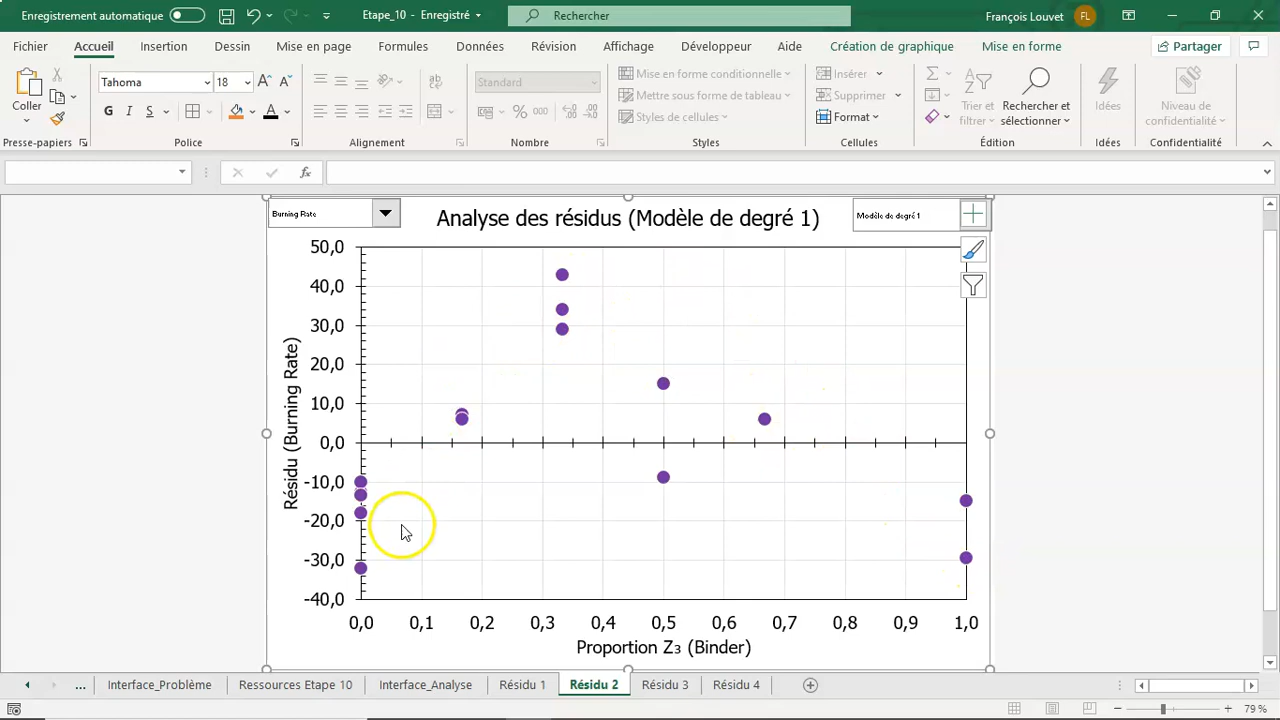 Enregistrement automatique
Etape_10 - Enregistré
Rechercher
François Louvet
FL
Fichier
Accueil
Insertion
Dessin
Mise en page
Formules
Données
Révision
Affichage
Développeur
Aide
Création de graphique
Mise en forme
Partager
Coller
Tahoma
18
G I S
Standard
Mise en forme conditionnelle
Mettre sous forme de tableau
Styles de cellules
Insérer
Supprimer
Format
Trier et
filtrer
Rechercher et
sélectionner
Idées
Niveau de
confidentialité
Presse-papiers
Police
Alignement
Nombre
Styles
Cellules
Édition
Idées
Confidentialité
fx
Burning Rate
Analyse des résidus (Modèle de degré 1)
Modèle de degré 1
50,0
40,0
30,0
20,0
10,0
0,0
-10,0
-20,0
-30,0
-40,0
Résidu (Burning Rate)
0,0 0,1 0,2 0,3 0,4 0,5 0,6 0,7 0,8 0,9 1,0
Proportion Z₃ (Binder)
... Interface_Problème Ressources Etape 10 Interface_Analyse Résidu 1 Résidu 2 Résidu 3 Résidu 4
79 %